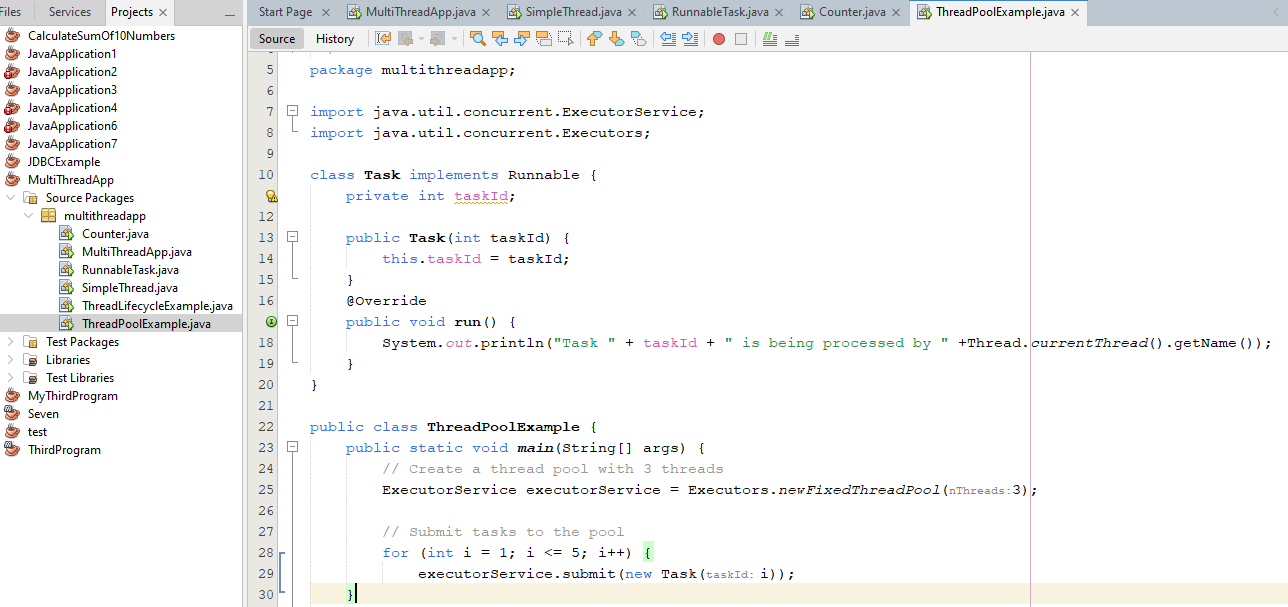 Files Services Projects
Start Page MultiThreadApp.java SimpleThread.java RunnableTask.java Counter.java ThreadPoolExample.java
Source History
CalculateSumOf10Numbers
JavaApplication1
JavaApplication2
JavaApplication3
JavaApplication4
JavaApplication6
JavaApplication7
JDBCExample
MultiThreadApp
Source Packages
multithreadapp
Counter.java
MultiThreadApp.java
RunnableTask.java
SimpleThread.java
ThreadLifecycleExample.java
ThreadPoolExample.java
Test Packages
Libraries
Test Libraries
MyThirdProgram
Seven
test
ThirdProgram
5 package multithreadapp;
6
7 import java.util.concurrent.ExecutorService;
8 import java.util.concurrent.Executors;
9
10 class Task implements Runnable {
private int taskId;
12
13 public Task(int taskId) {
14 this.taskId = taskId;
15 }
16 @Override
public void run() {
18 System.out.println("Task " + taskId + " is being processed by " +Thread.currentThread().getName());
19 }
20 }
21
22 public class ThreadPoolExample {
23 public static void main(String[] args) {
24 // Create a thread pool with 3 threads
25 ExecutorService executorService = Executors.newFixedThreadPool(nThreads:3);
26
27 // Submit tasks to the pool
28 for (int i = 1; i <= 5; i++) {
29 executorService.submit(new Task(taskId: i));
30 }